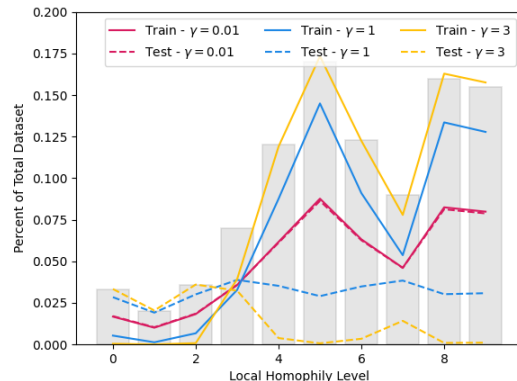 0.200
0.175
0.150
0.125
0.100
0.075
0.050
0.025
0.000
Percent of Total Dataset
Train - γ = 0.01
Test - γ = 0.01
Train - γ = 1
Test - γ = 1
Train - γ = 3
Test - γ = 3
0 2 4 6 8
Local Homophily Level